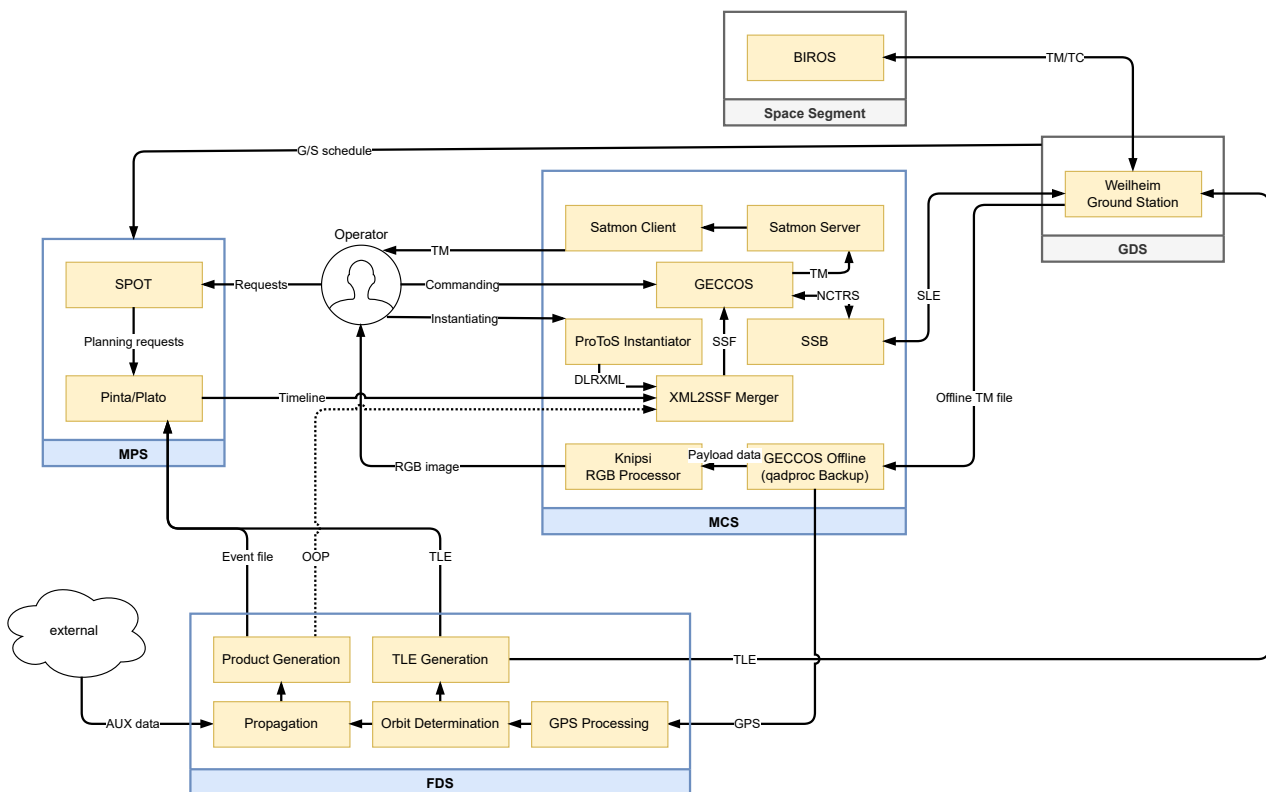 BIROS
TM/TC
Space Segment
G/S schedule
Weilheim
Ground Station
GDS
Operator
Satmon Client
Satmon Server
TM
SPOT
Requests
Commanding
GECCOS
TM
NCTRS
SLE
Instantiating
ProToS Instantiator
SSF
SSB
Planning requests
DLRXML
Pinta/Plato
Timeline
XML2SSF Merger
Offline TM file
MPS
RGB image
Knipsi
RGB Processor
Payload data
GECCOS Offline
(qadproc Backup)
MCS
Event file
OOP
TLE
external
Product Generation
TLE Generation
TLE
AUX data
Propagation
Orbit Determination
GPS Processing
GPS
FDS